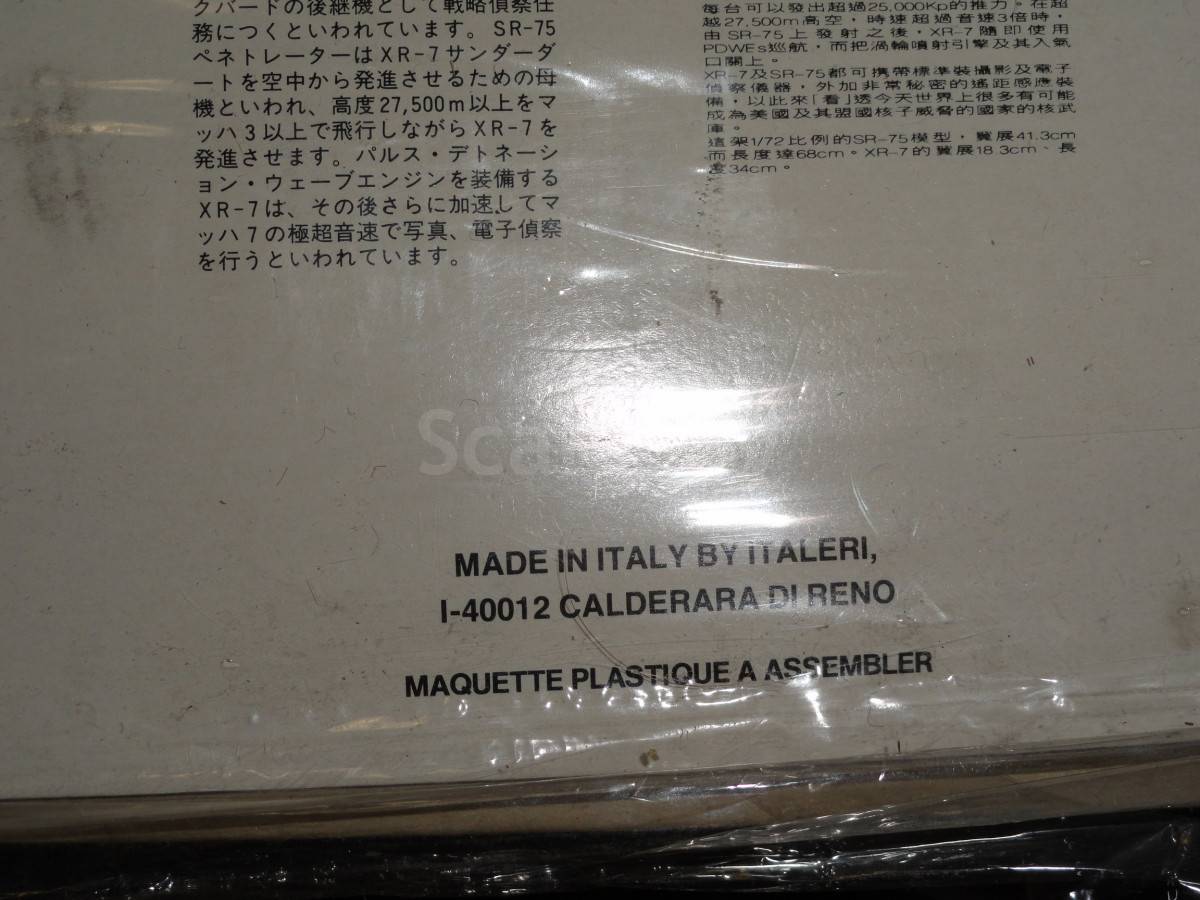 クバードの後継機として戦略偵察任
務につくといわれています。SR-75
ペネトレーターはXR-7サンダーダ
ートを空中から発進させるための母
機といわれ、高度27,500m以上をマ
ッハ3以上で飛行しながらXR-7を
発進させます。パルス・デトネーシ
ョン・ウェーブエンジンを装備する
XR-7は、その後さらに加速してマ
ッハ7の極超音速で写真、電子偵察
を行うといわれています。
每台可以發出超過25,000Kp的推力。在超
越27,500m高空，時速超過音速3倍時，
由SR-75上發射之後，XR-7隨即使用
PDWEs巡航，而把渦輪噴射引擎及其入氣
口關上。
XR-7及SR-75都可携帶標準裝攝影及電子
偵察儀器，外加非常秘密的遙距感應裝
備，以此來「看」透今天世界上很多有可能
成為美國及其盟國核子威脅的國家的核武
庫。
這架1/72比例的SR-75模型，翼展41.3cm
而長度達68cm。XR-7的翼展18.3cm、長
度34cm。
MADE IN ITALY BY ITALERI,
I-40012 CALDERARA DI RENO
MAQUETTE PLASTIQUE A ASSEMBLER